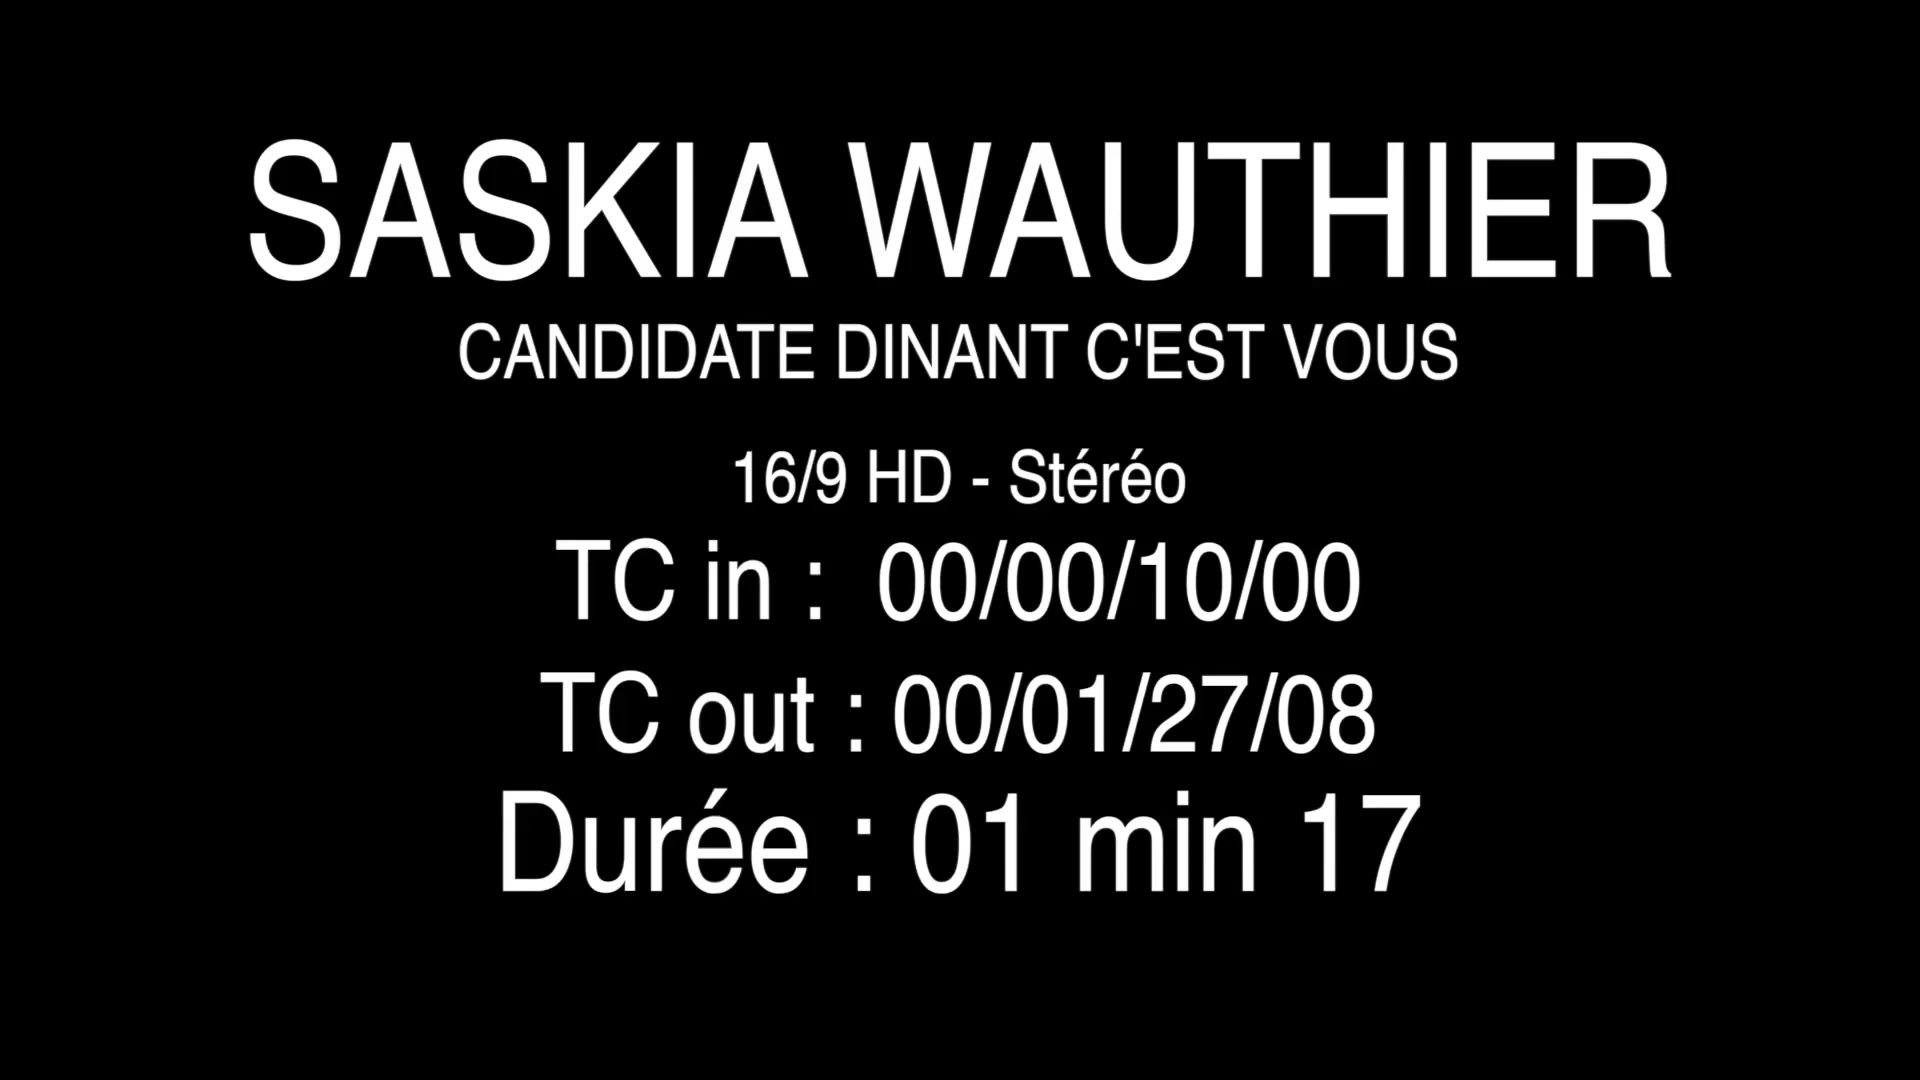 SASKIA WAUTHIER
CANDIDATE DINANT C'EST VOUS
16/9 HD - Stéréo
TC in : 00/00/10/00
TC out : 00/01/27/08
Durée : 01 min 17